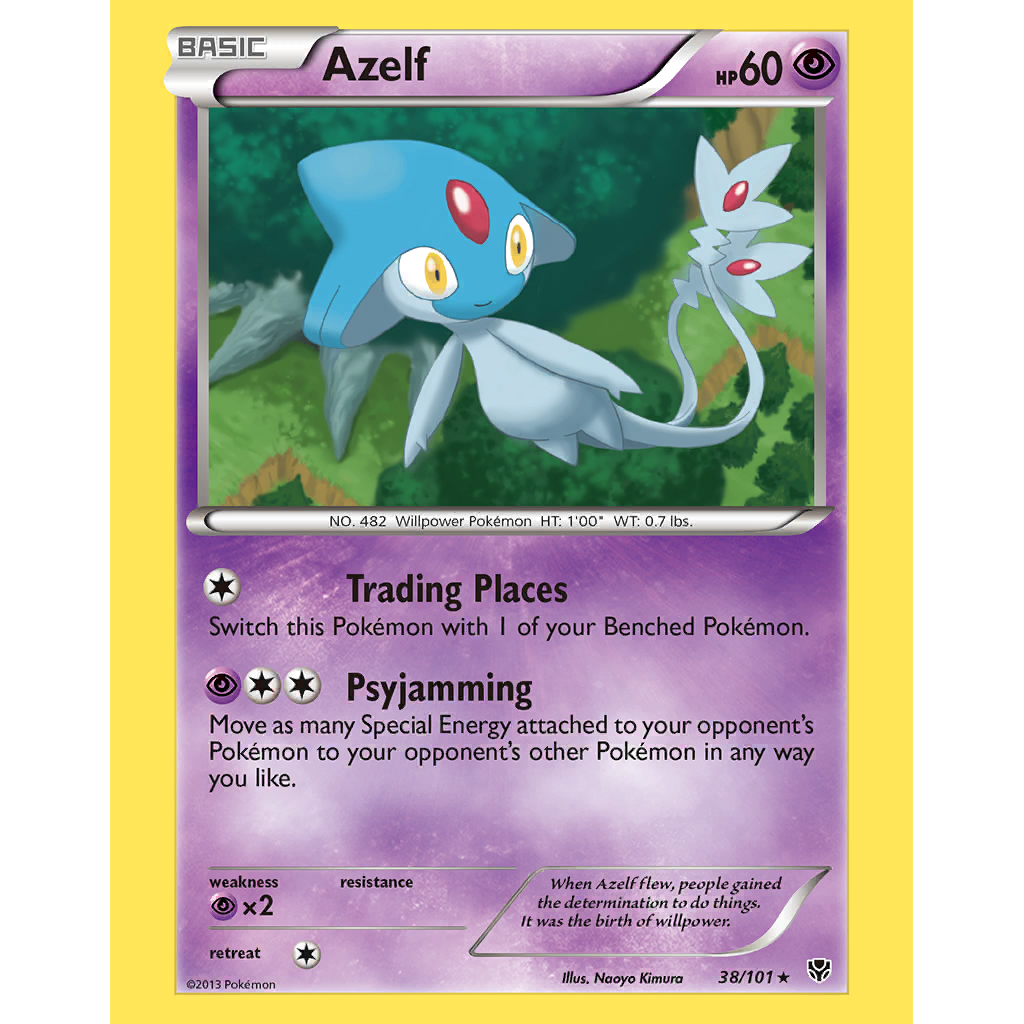 BASIC
Azelf
HP60
NO. 482 Willpower Pokémon HT: 1'00" WT: 0.7 lbs.
Trading Places
Switch this Pokémon with 1 of your Benched Pokémon.
Psyjamming
Move as many Special Energy attached to your opponent's
Pokémon to your opponent's other Pokémon in any way
you like.
weakness resistance
×2
retreat
When Azelf flew, people gained
the determination to do things.
It was the birth of willpower.
Illus. Naoyo Kimura 38/101 ★
©2013 Pokémon